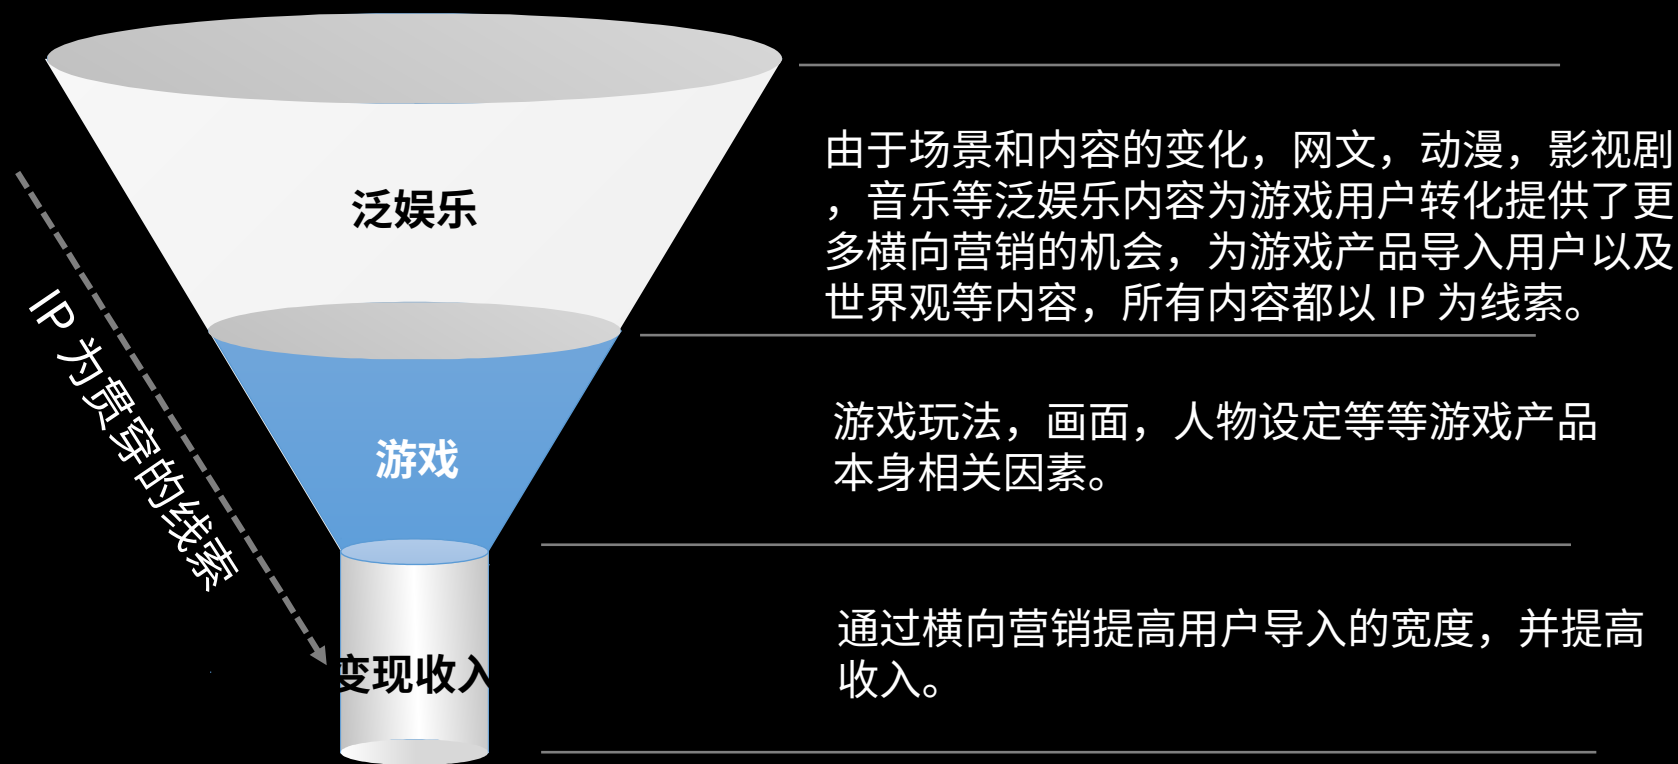 泛娱乐
由于场景和内容的变化，网文，动漫，影视剧
，音乐等泛娱乐内容为游戏用户转化提供了更
多横向营销的机会，为游戏产品导入用户以及
世界观等内容，所有内容都以 IP 为线索。
IP 为贯穿的线索
游戏
游戏玩法，画面，人物设定等等游戏产品
本身相关因素。
变现收入
通过横向营销提高用户导入的宽度，并提高
收入。